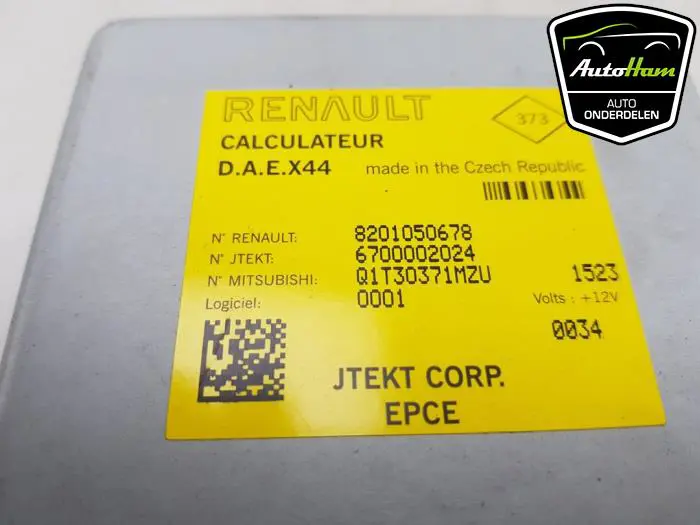 AutoHam
AUTO
ONDERDELEN
RENAULT
373
CALCULATEUR
D.A.E.X44 made in the Czech Republic
N° RENAULT: 8201050678
N° JTEKT: 6700002024
N° MITSUBISHI: Q1T30371MZU 1523
Logiciel: 0001 Volts : +12V
0034
JTEKT CORP.
EPCE